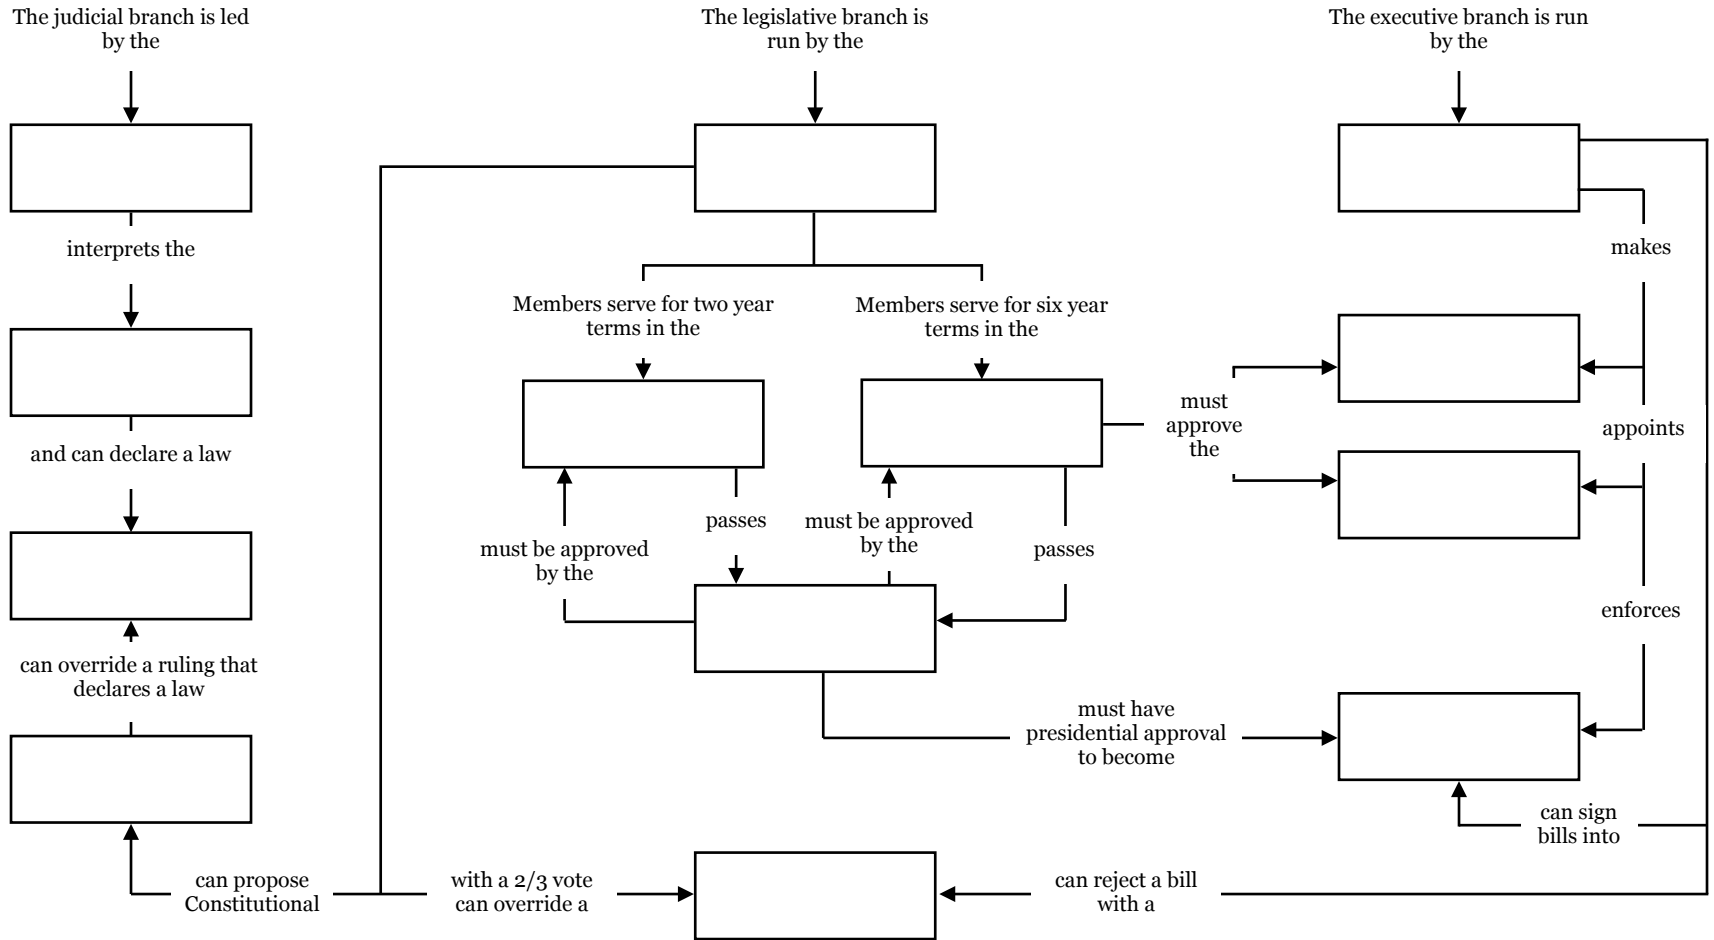 The judicial branch is led
by the
The legislative branch is
run by the
The executive branch is run
by the
interprets the
makes
Members serve for two year
terms in the
Members serve for six year
terms in the
must
approve
the
appoints
and can declare a law
passes
must be approved
by the
must be approved
by the
passes
enforces
can override a ruling that
declares a law
must have
presidential approval
to become
can sign
bills into
can propose
Constitutional
with a 2/3 vote
can override a
can reject a bill
with a